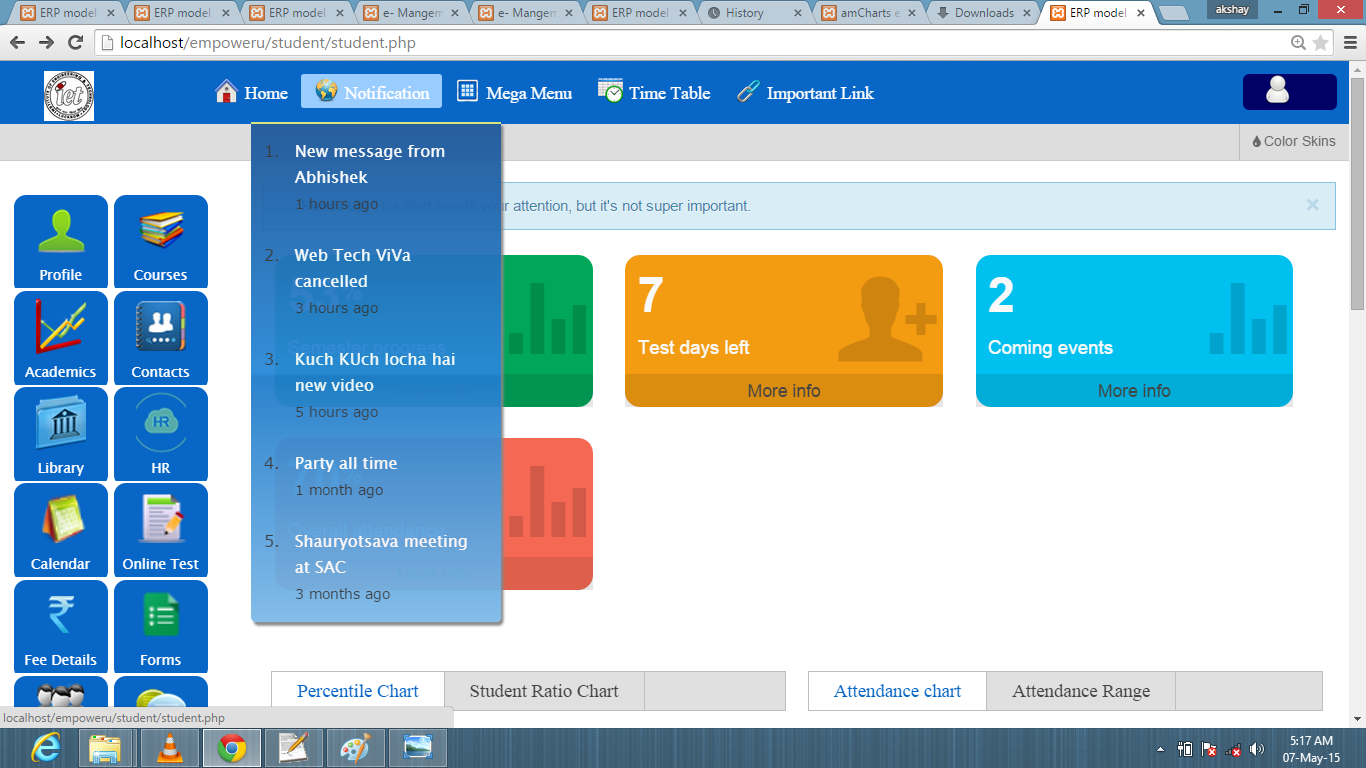 ERP model
ERP model
ERP model
e- Mangem
e- Mangem
ERP model
History
amCharts e
Downloads
ERP model
akshay
localhost/empoweru/student/student.php
iet
Home
Notification
Mega Menu
Time Table
Important Link
Color Skins
1. New message from
Abhishek
1 hours ago
2. Web Tech ViVa
cancelled
3 hours ago
3. Kuch KUch locha hai
new video
5 hours ago
4. Party all time
1 month ago
5. Shauryotsava meeting
at SAC
3 months ago
attention, but it's not super important.
×
Semester progress
7
Test days left
More info
2
Coming events
More info
Overall attendance
Profile
Courses
Academics
Contacts
Library
HR
HR
Calendar
Online Test
Fee Details
Forms
Percentile Chart
Student Ratio Chart
Attendance chart
Attendance Range
localhost/empoweru/student/student.php
5:17 AM
07-May-15